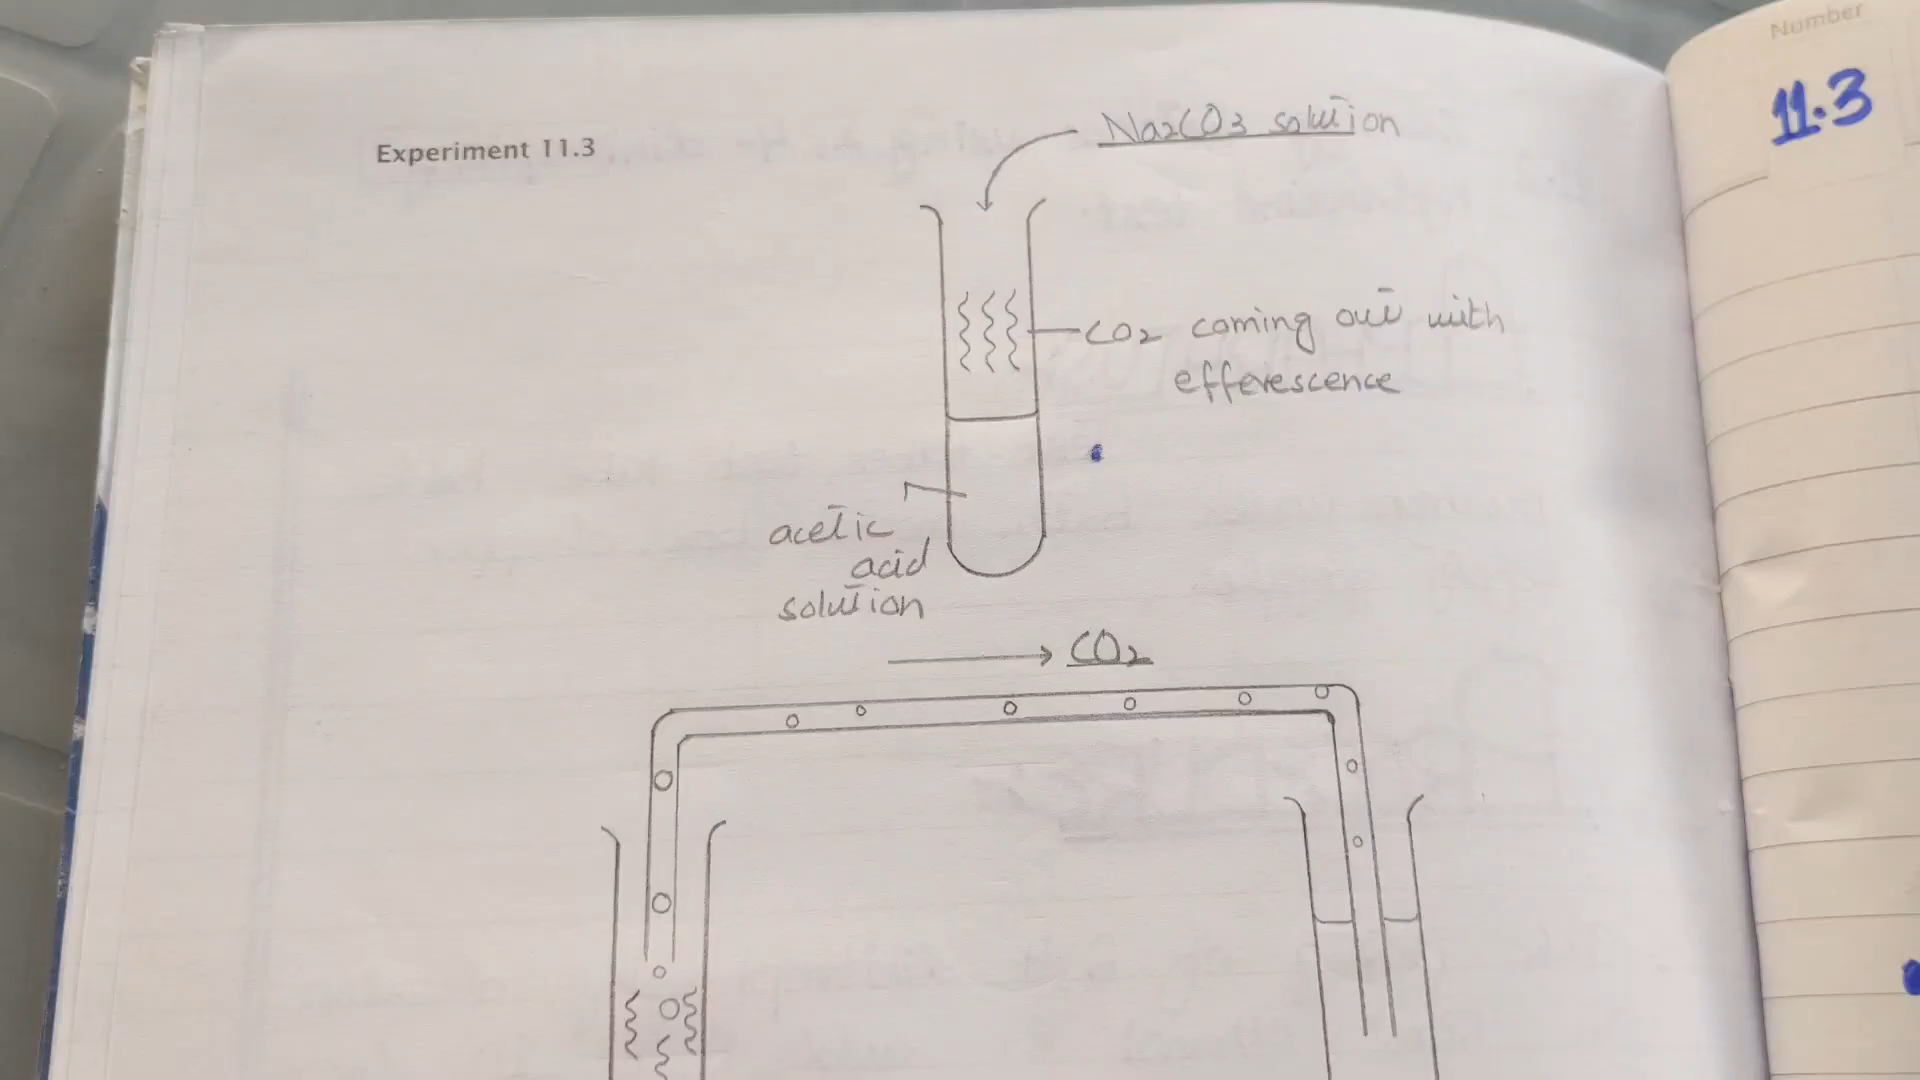 Number
11.3
Experiment 11.3
Na2CO3 solution
CO2 coming out with
effervescence
acetic
acid
solution
CO2